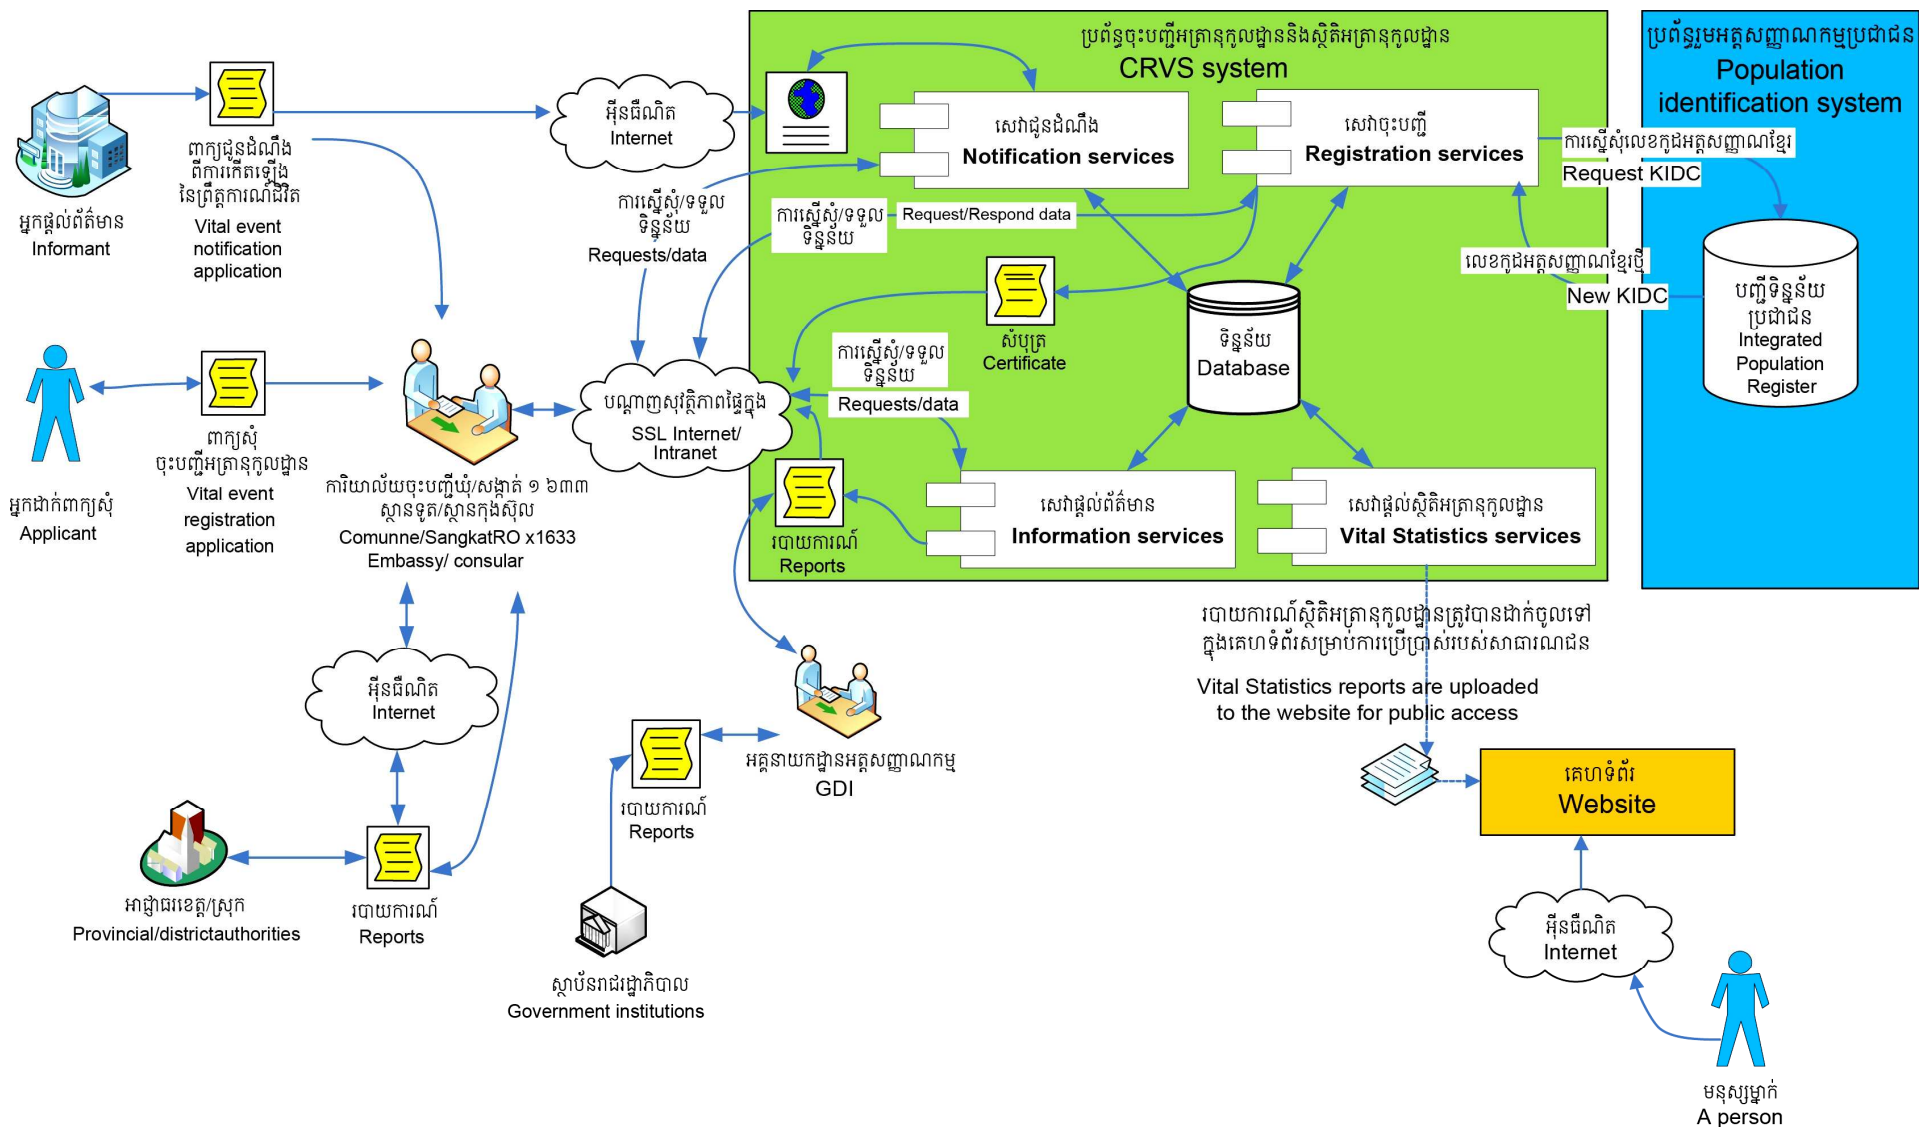 ប្រព័ន្ធចុះបញ្ជីអត្រានុកូលដ្ឋាននិងស្ថិតិអត្រានុកូលដ្ឋាន
CRVS system
ប្រព័ន្ធរួមអត្តសញ្ញាណកម្មប្រជាជន
Population
identification system
អ្នកផ្តល់ព័ត៌មាន
Informant
ពាក្យជូនដំណឹង
ពីការកើតឡើង
នៃព្រឹត្តការណ៍ជីវិត
Vital event
notification
application
អ៊ីនធឺណិត
Internet
សេវាជូនដំណឹង
Notification services
សេវាចុះបញ្ជី
Registration services
ការស្នើសុំលេខកូដអត្តសញ្ញាណខ្មែរ
Request KIDC
ការស្នើសុំ/ទទួល
ទិន្នន័យ
Requests/data
ការស្នើសុំ/ទទួល
ទិន្នន័យ
Request/Respond data
លេខកូដអត្តសញ្ញាណខ្មែរថ្មី
New KIDC
បញ្ជីទិន្នន័យ
ប្រជាជន
Integrated
Population
Register
សំបុត្រ
Certificate
ទិន្នន័យ
Database
ការស្នើសុំ/ទទួល
ទិន្នន័យ
Requests/data
បណ្តាញសុវត្ថិភាពផ្ទៃក្នុង
SSL Internet/
Intranet
អ្នកដាក់ពាក្យសុំ
Applicant
ពាក្យសុំ
ចុះបញ្ជីអត្រានុកូលដ្ឋាន
Vital event
registration
application
ការិយាល័យចុះបញ្ជីឃុំ/សង្កាត់ ១ ៦៣៣
ស្ថានទូត/ស្ថានកុងស៊ុល
Comunne/SangkatRO x1633
Embassy/ consular
របាយការណ៍
Reports
សេវាផ្តល់ព័ត៌មាន
Information services
សេវាផ្តល់ស្ថិតិអត្រានុកូលដ្ឋាន
Vital Statistics services
របាយការណ៍ស្ថិតិអត្រានុកូលដ្ឋានត្រូវបានដាក់ចូលទៅ
ក្នុងគេហទំព័រសម្រាប់ការប្រើប្រាស់របស់សាធារណជន
Vital Statistics reports are uploaded
to the website for public access
អ៊ីនធឺណិត
Internet
អគ្គនាយកដ្ឋានអត្តសញ្ញាណកម្ម
GDI
របាយការណ៍
Reports
គេហទំព័រ
Website
អាជ្ញាធរខេត្ត/ស្រុក
Provincial/districtauthorities
របាយការណ៍
Reports
ស្ថាប័នរាជរដ្ឋាភិបាល
Government institutions
អ៊ីនធឺណិត
Internet
មនុស្សម្នាក់
A person